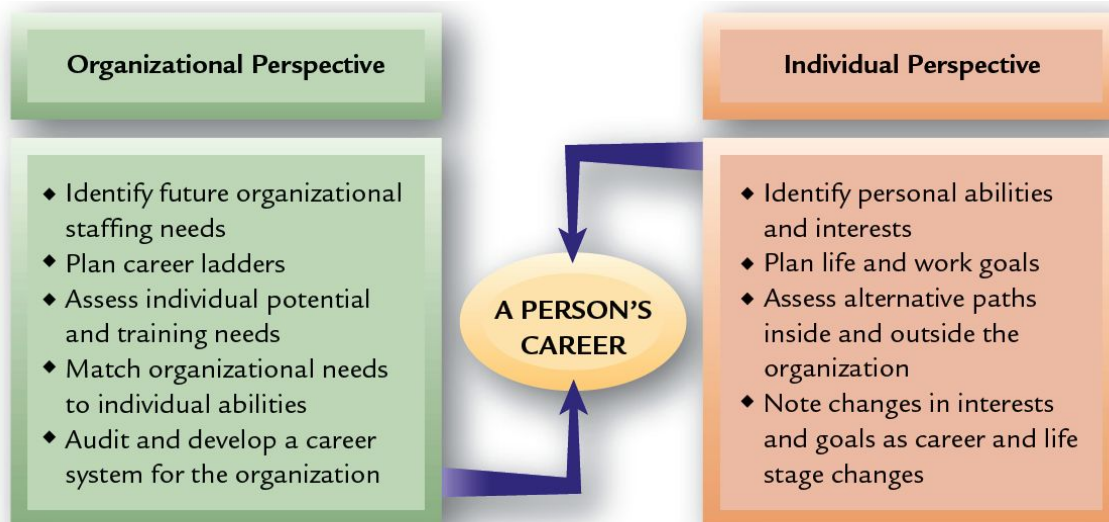 Organizational Perspective
◆ Identify future organizational
staffing needs
◆ Plan career ladders
◆ Assess individual potential
and training needs
◆ Match organizational needs
to individual abilities
◆ Audit and develop a career
system for the organization
A PERSON'S
CAREER
Individual Perspective
◆ Identify personal abilities
and interests
◆ Plan life and work goals
◆ Assess alternative paths
inside and outside the
organization
◆ Note changes in interests
and goals as career and life
stage changes